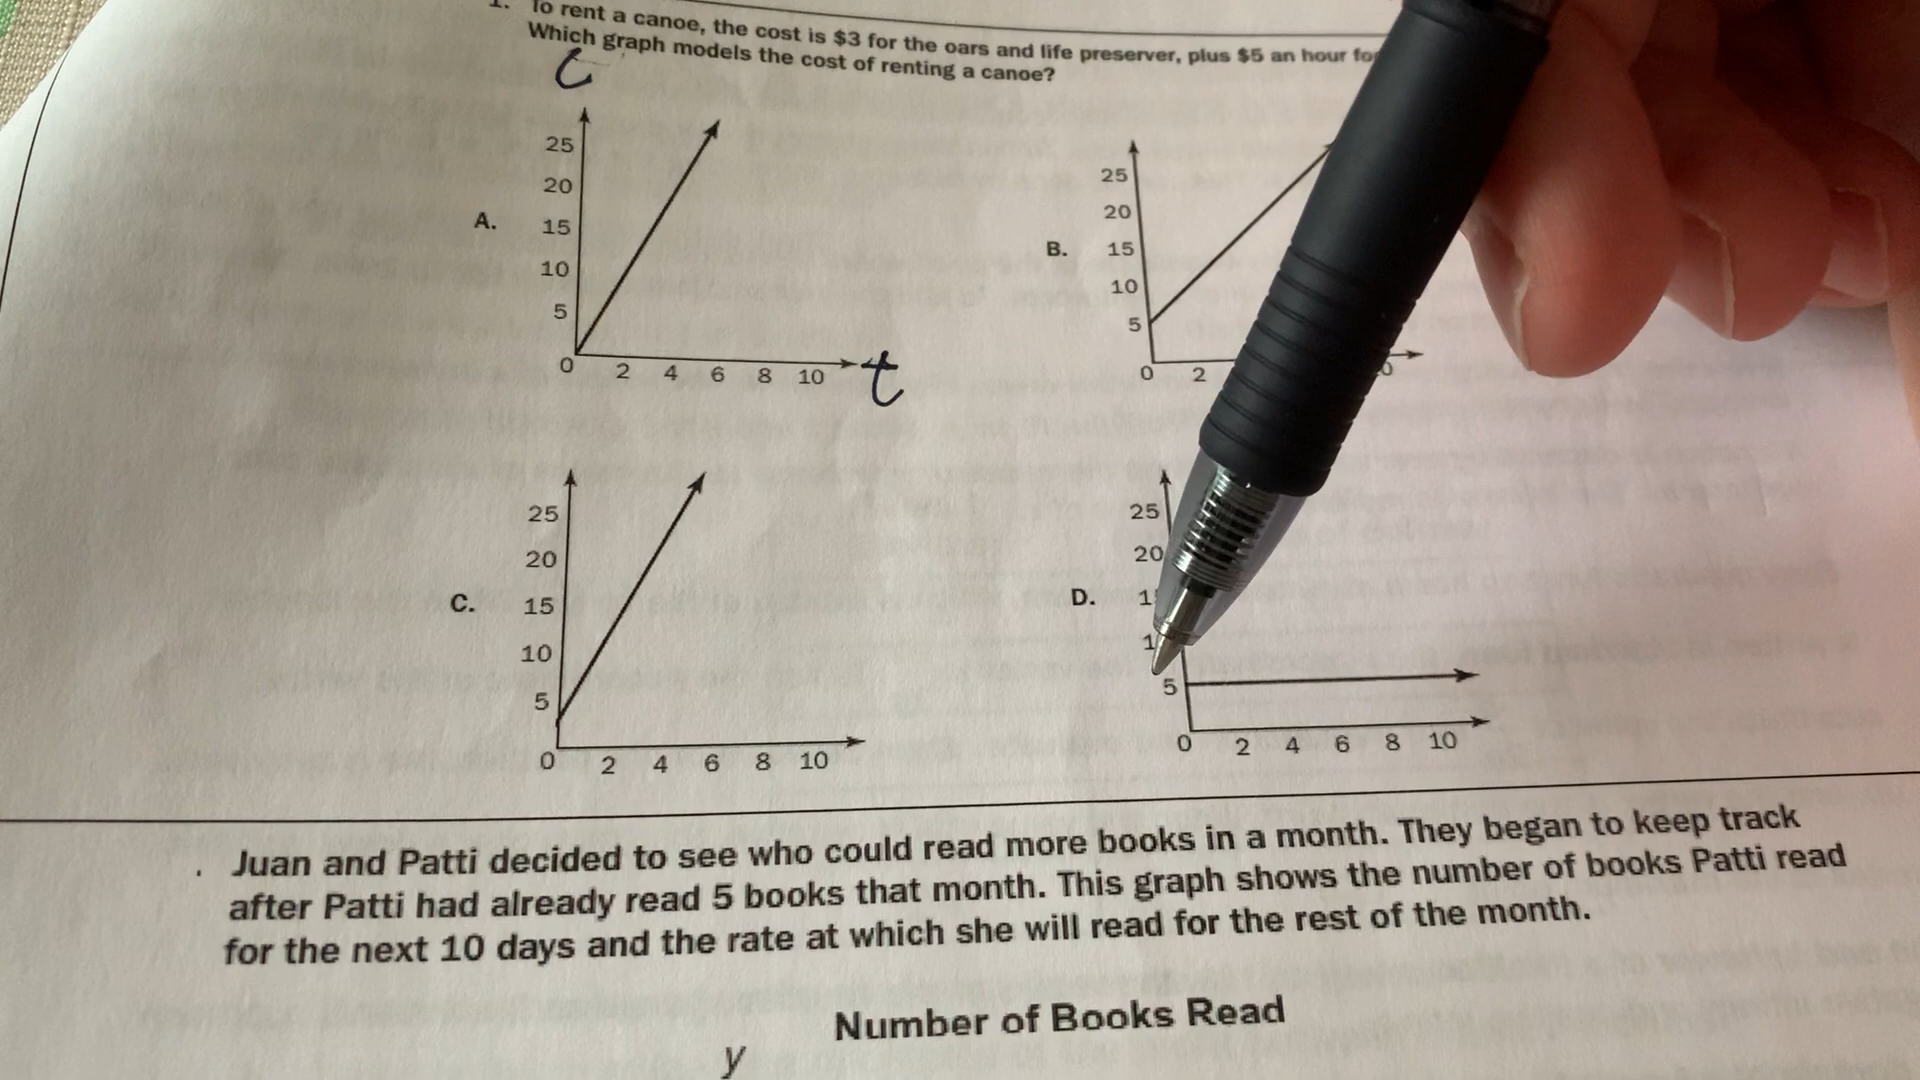 1. To rent a canoe, the cost is $3 for the oars and life preserver, plus $5 an hour for
Which graph models the cost of renting a canoe?
C
A.
25
20
15
10
5
0 2 4 6 8 10
t
B.
25
20
15
10
5
0 2
C.
25
20
15
10
5
0 2 4 6 8 10
D.
25
20
5
0 2 4 6 8 10
. Juan and Patti decided to see who could read more books in a month. They began to keep track
after Patti had already read 5 books that month. This graph shows the number of books Patti read
for the next 10 days and the rate at which she will read for the rest of the month.
Number of Books Read
y